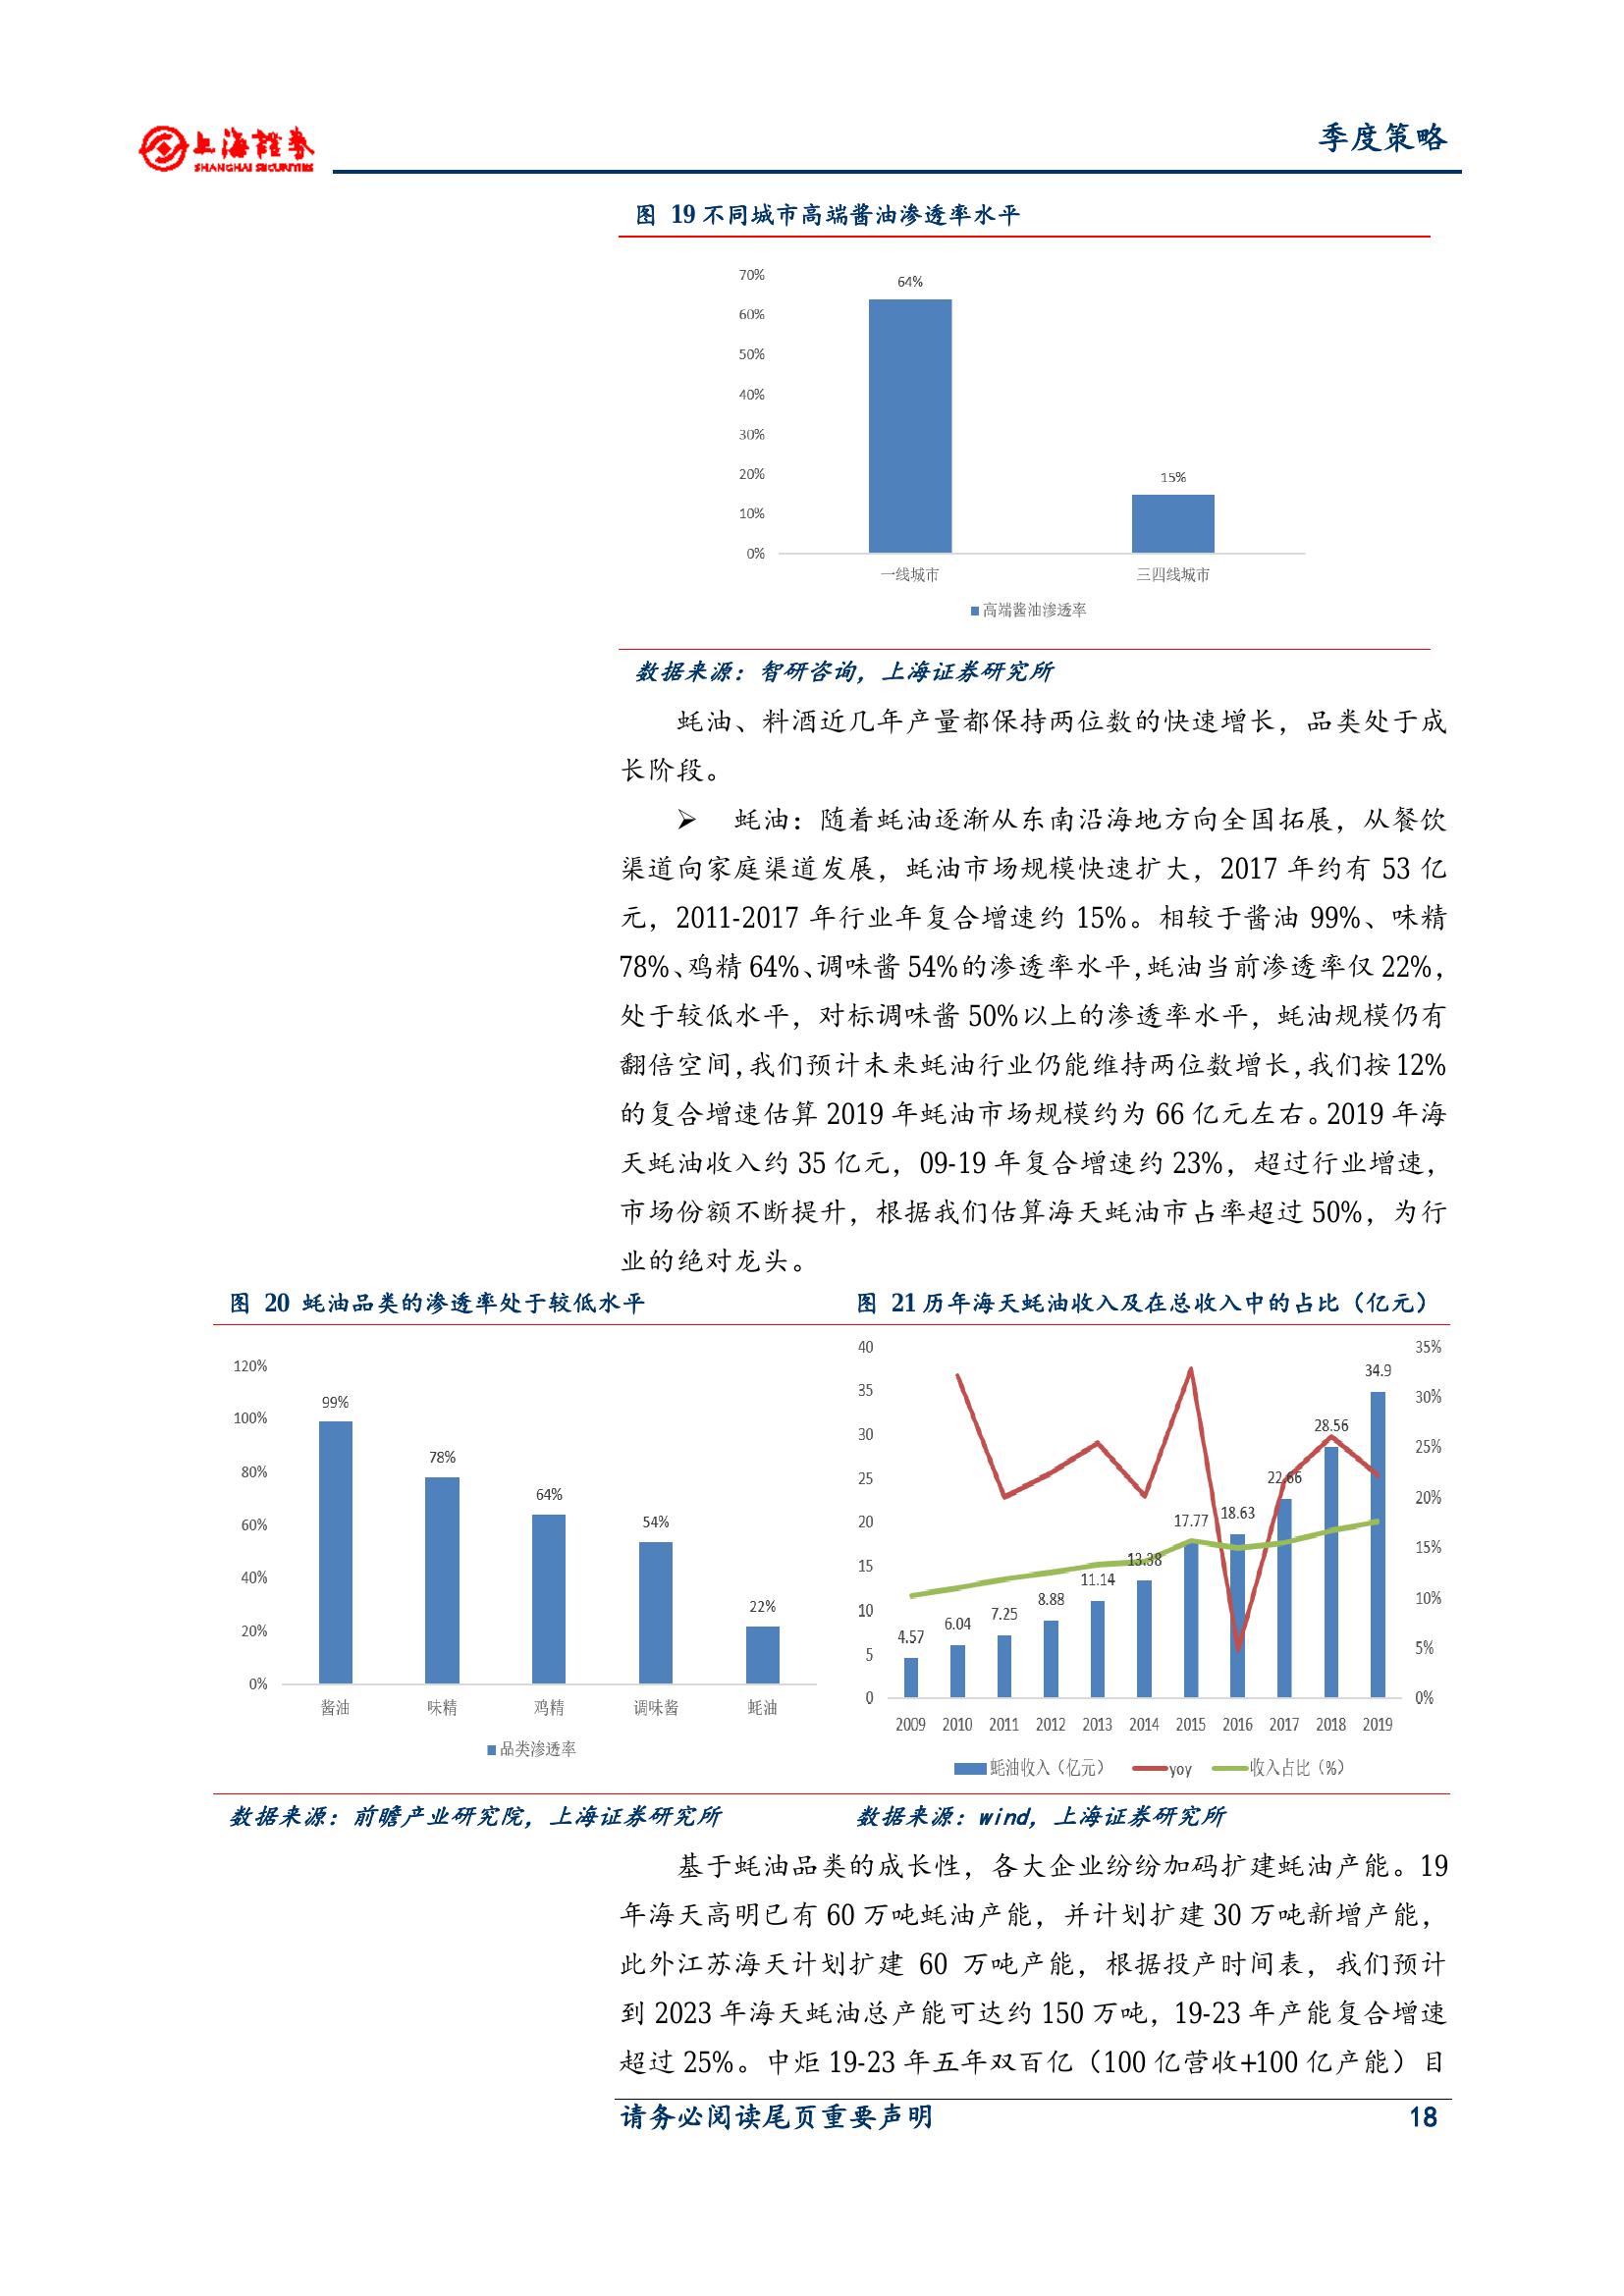 上海證券
SHANGHAI SECURITIES
季度策略
图 19 不同城市高端酱油渗透率水平
70%
60%
50%
40%
30%
20%
10%
0%
64%
15%
一线城市
三四线城市
高端酱油渗透率
数据来源：智研咨询，上海证券研究所
蚝油、料酒近几年产量都保持两位数的快速增长，品类处于成
长阶段。
➢ 蚝油：随着蚝油逐渐从东南沿海地方向全国拓展，从餐饮
渠道向家庭渠道发展，蚝油市场规模快速扩大，2017 年约有 53 亿
元，2011-2017 年行业年复合增速约 15%。相较于酱油 99%、味精
78%、鸡精 64%、调味酱 54%的渗透率水平，蚝油当前渗透率仅 22%，
处于较低水平，对标调味酱 50%以上的渗透率水平，蚝油规模仍有
翻倍空间，我们预计未来蚝油行业仍能维持两位数增长，我们按 12%
的复合增速估算 2019 年蚝油市场规模约为 66 亿元左右。2019 年海
天蚝油收入约 35 亿元，09-19 年复合增速约 23%，超过行业增速，
市场份额不断提升，根据我们估算海天蚝油市占率超过 50%，为行
业的绝对龙头。
图 20 蚝油品类的渗透率处于较低水平
120%
100%
80%
60%
40%
20%
0%
99%
78%
64%
54%
22%
酱油
味精
鸡精
调味酱
蚝油
品类渗透率
数据来源：前瞻产业研究院，上海证券研究所
图 21 历年海天蚝油收入及在总收入中的占比（亿元）
40
35
30
25
20
15
10
5
0
35%
30%
25%
20%
15%
10%
5%
0%
4.57
6.04
7.25
8.88
11.14
13.38
17.77
18.63
22.66
28.56
34.9
2009 2010 2011 2012 2013 2014 2015 2016 2017 2018 2019
蚝油收入（亿元） yoy 收入占比（%）
数据来源：wind，上海证券研究所
基于蚝油品类的成长性，各大企业纷纷加码扩建蚝油产能。19
年海天高明已有 60 万吨蚝油产能，并计划扩建 30 万吨新增产能，
此外江苏海天计划扩建 60 万吨产能，根据投产时间表，我们预计
到 2023 年海天蚝油总产能可达约 150 万吨，19-23 年产能复合增速
超过 25%。中炬 19-23 年五年双百亿（100 亿营收+100 亿产能）目
请务必阅读尾页重要声明
18